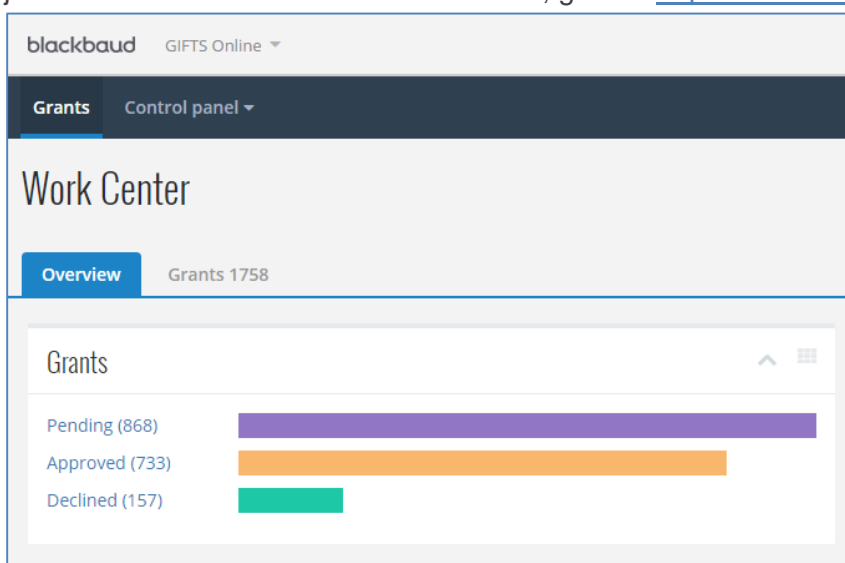 blackbaud GIFTS Online
Grants Control panel
Work Center
Overview Grants 1758
Grants
Pending (868)
Approved (733)
Declined (157)